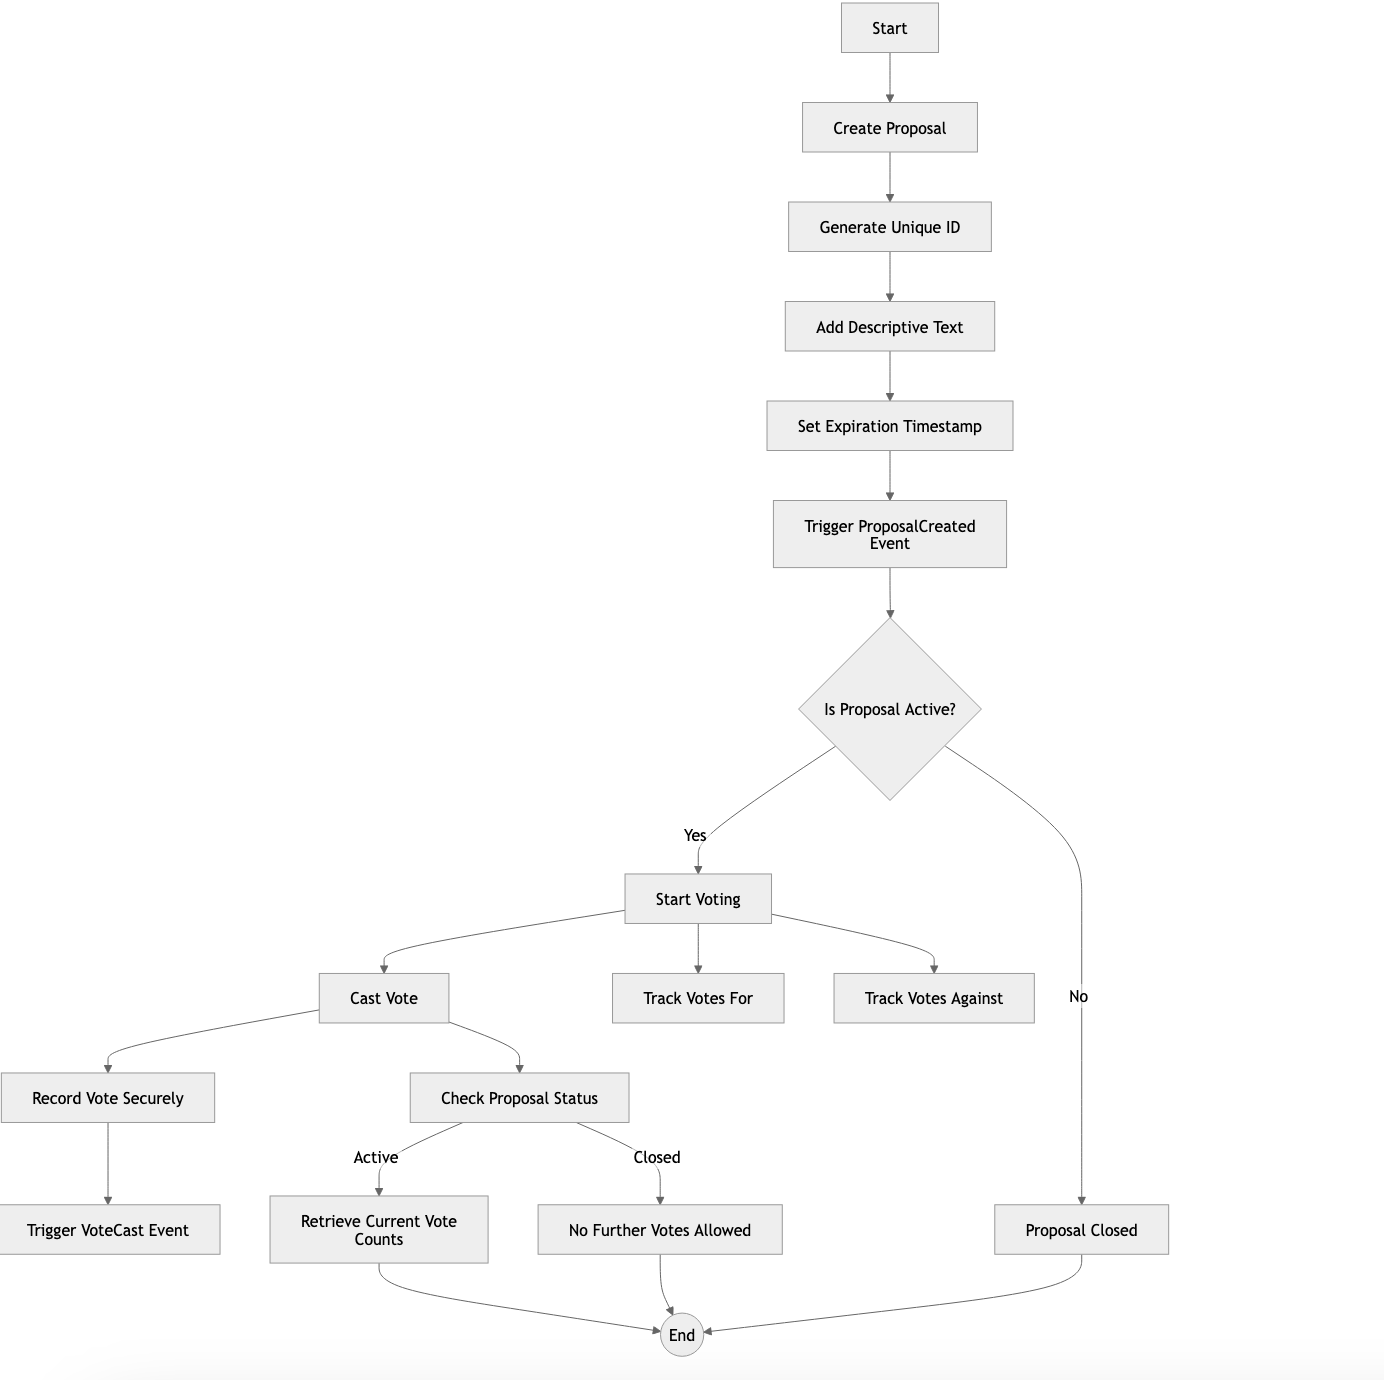 Start
Create Proposal
Generate Unique ID
Add Descriptive Text
Set Expiration Timestamp
Trigger ProposalCreated
Event
Is Proposal Active?
Yes
Start Voting
Cast Vote
Track Votes For
Track Votes Against
No
Record Vote Securely
Check Proposal Status
Active
Closed
Trigger VoteCast Event
Retrieve Current Vote
Counts
No Further Votes Allowed
Proposal Closed
End